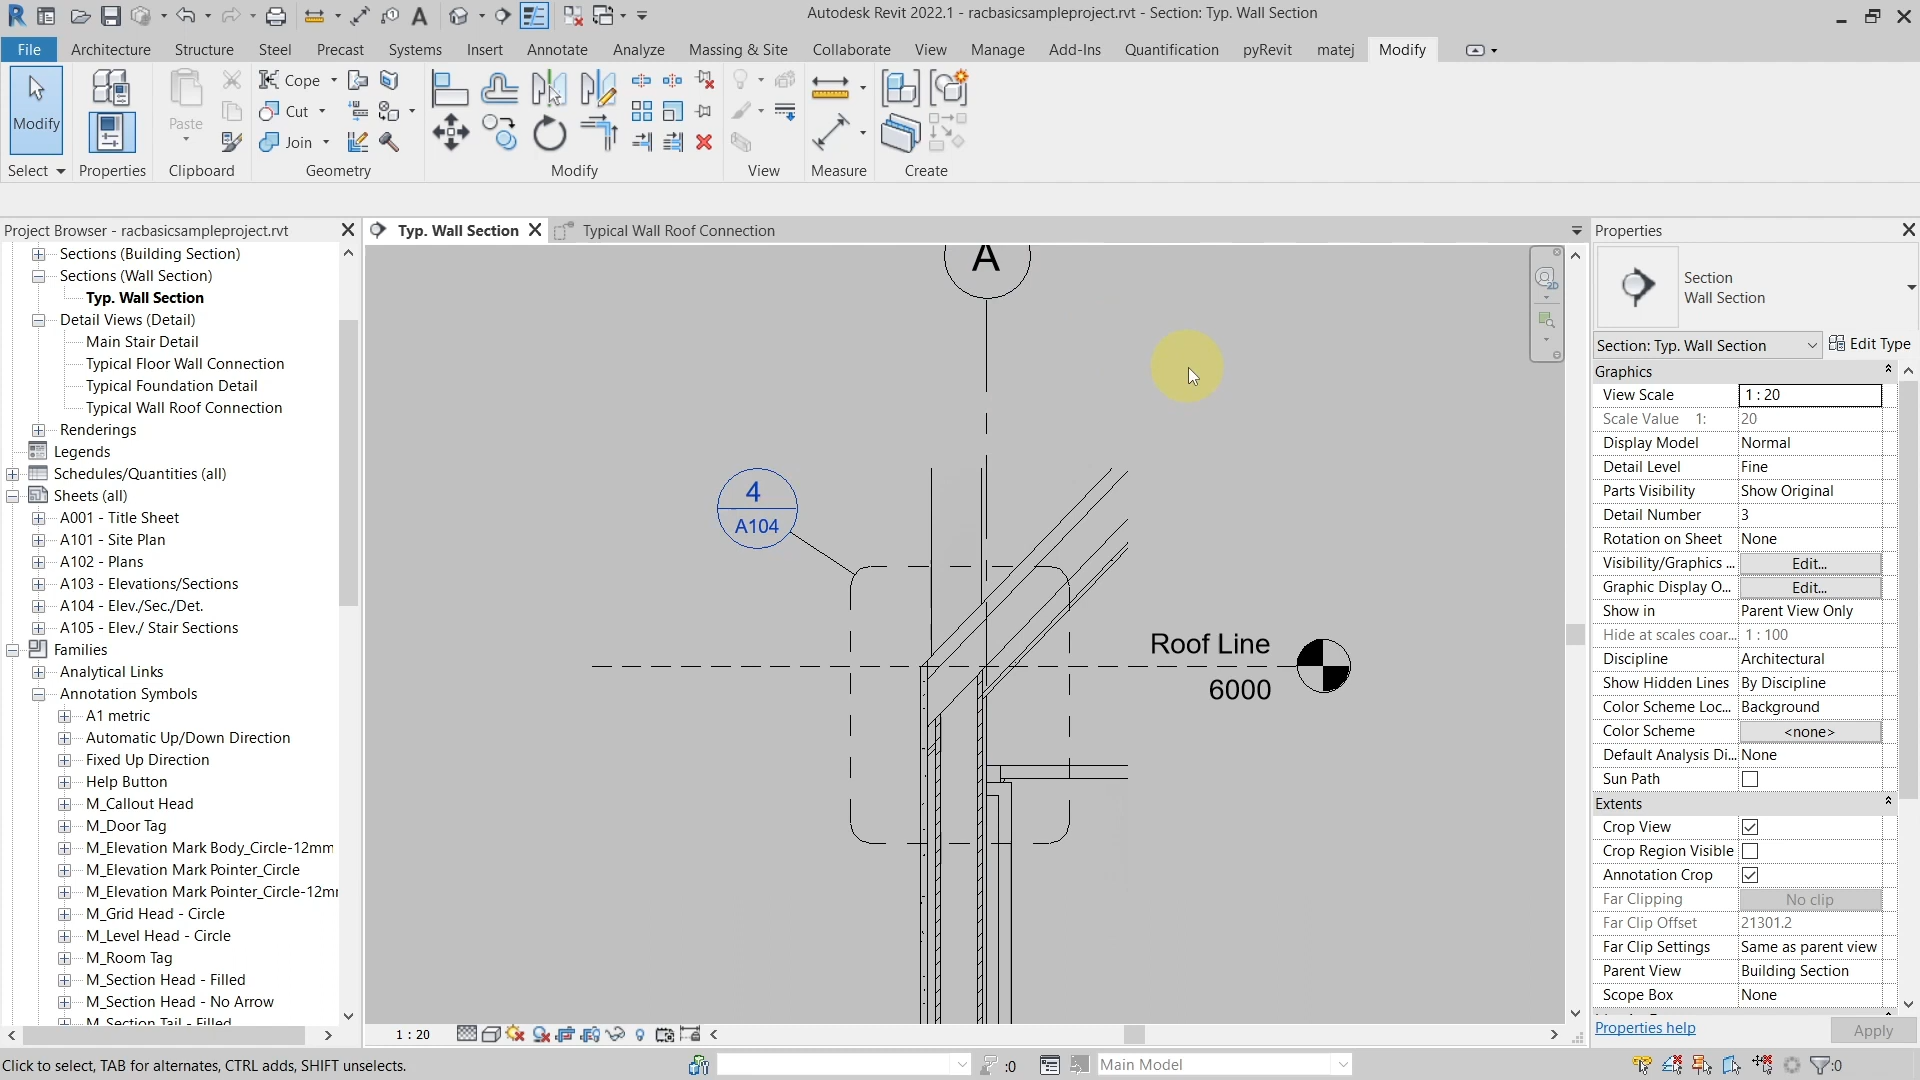 Autodesk Revit 2022.1 - racbasicsampleproject.rvt - Section: Typ. Wall Section
File Architecture Structure Steel Precast Systems Insert Annotate Analyze Massing & Site Collaborate View Manage Add-Ins Quantification pyRevit matej Modify
Modify
Paste
Cope
Cut
Join
Select Properties Clipboard Geometry Modify View Measure Create
Project Browser - racbasicsampleproject.rvt
Sections (Building Section)
Sections (Wall Section)
Typ. Wall Section
Detail Views (Detail)
Main Stair Detail
Typical Floor Wall Connection
Typical Foundation Detail
Typical Wall Roof Connection
Renderings
Legends
Schedules/Quantities (all)
Sheets (all)
A001 - Title Sheet
A101 - Site Plan
A102 - Plans
A103 - Elevations/Sections
A104 - Elev./Sec./Det.
A105 - Elev./ Stair Sections
Families
Analytical Links
Annotation Symbols
A1 metric
Automatic Up/Down Direction
Fixed Up Direction
Help Button
M_Callout Head
M_Door Tag
M_Elevation Mark Body_Circle-12mm
M_Elevation Mark Pointer_Circle
M_Elevation Mark Pointer_Circle-12m
M_Grid Head - Circle
M_Level Head - Circle
M_Room Tag
M_Section Head - Filled
M_Section Head - No Arrow
M_Section Tail - Filled
Typ. Wall Section
Typical Wall Roof Connection
A
4
A104
Roof Line
6000
2D
1 : 20
Properties
Section
Wall Section
Section: Typ. Wall Section Edit Type
Graphics
View Scale 1 : 20
Scale Value 1: 20
Display Model Normal
Detail Level Fine
Parts Visibility Show Original
Detail Number 3
Rotation on Sheet None
Visibility/Graphics ... Edit...
Graphic Display O... Edit...
Show in Parent View Only
Hide at scales coar... 1 : 100
Discipline Architectural
Show Hidden Lines By Discipline
Color Scheme Loc... Background
Color Scheme <none>
Default Analysis Di... None
Sun Path
Extents
Crop View
Crop Region Visible
Annotation Crop
Far Clipping No clip
Far Clip Offset 21301.2
Far Clip Settings Same as parent view
Parent View Building Section
Scope Box None
Properties help Apply
Click to select, TAB for alternates, CTRL adds, SHIFT unselects.
:0
Main Model
:0